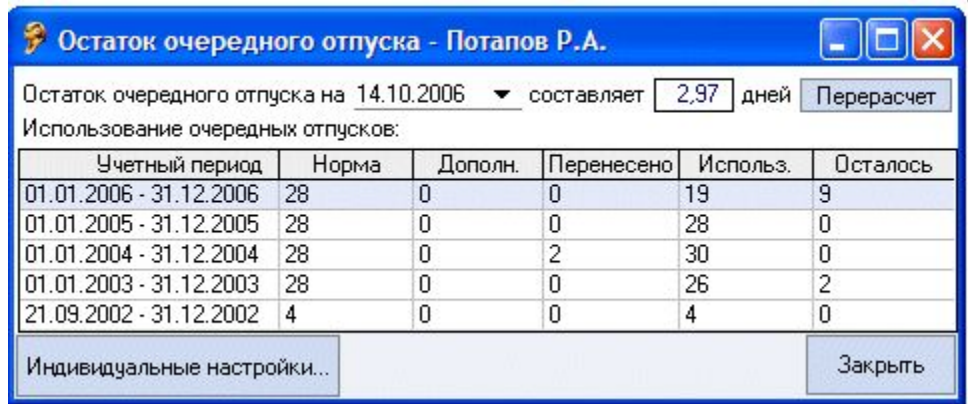 Остаток очередного отпуска - Потапов Р.А.
Остаток очередного отпуска на 14.10.2006 составляет 2,97 дней Перерасчет
Использование очередных отпусков:
Учетный период Норма Дополн. Перенесено Использ. Осталось
01.01.2006 - 31.12.2006 28 0 0 19 9
01.01.2005 - 31.12.2005 28 0 0 28 0
01.01.2004 - 31.12.2004 28 0 2 30 0
01.01.2003 - 31.12.2003 28 0 0 26 2
21.09.2002 - 31.12.2002 4 0 0 4 0
Индивидуальные настройки... Закрыть